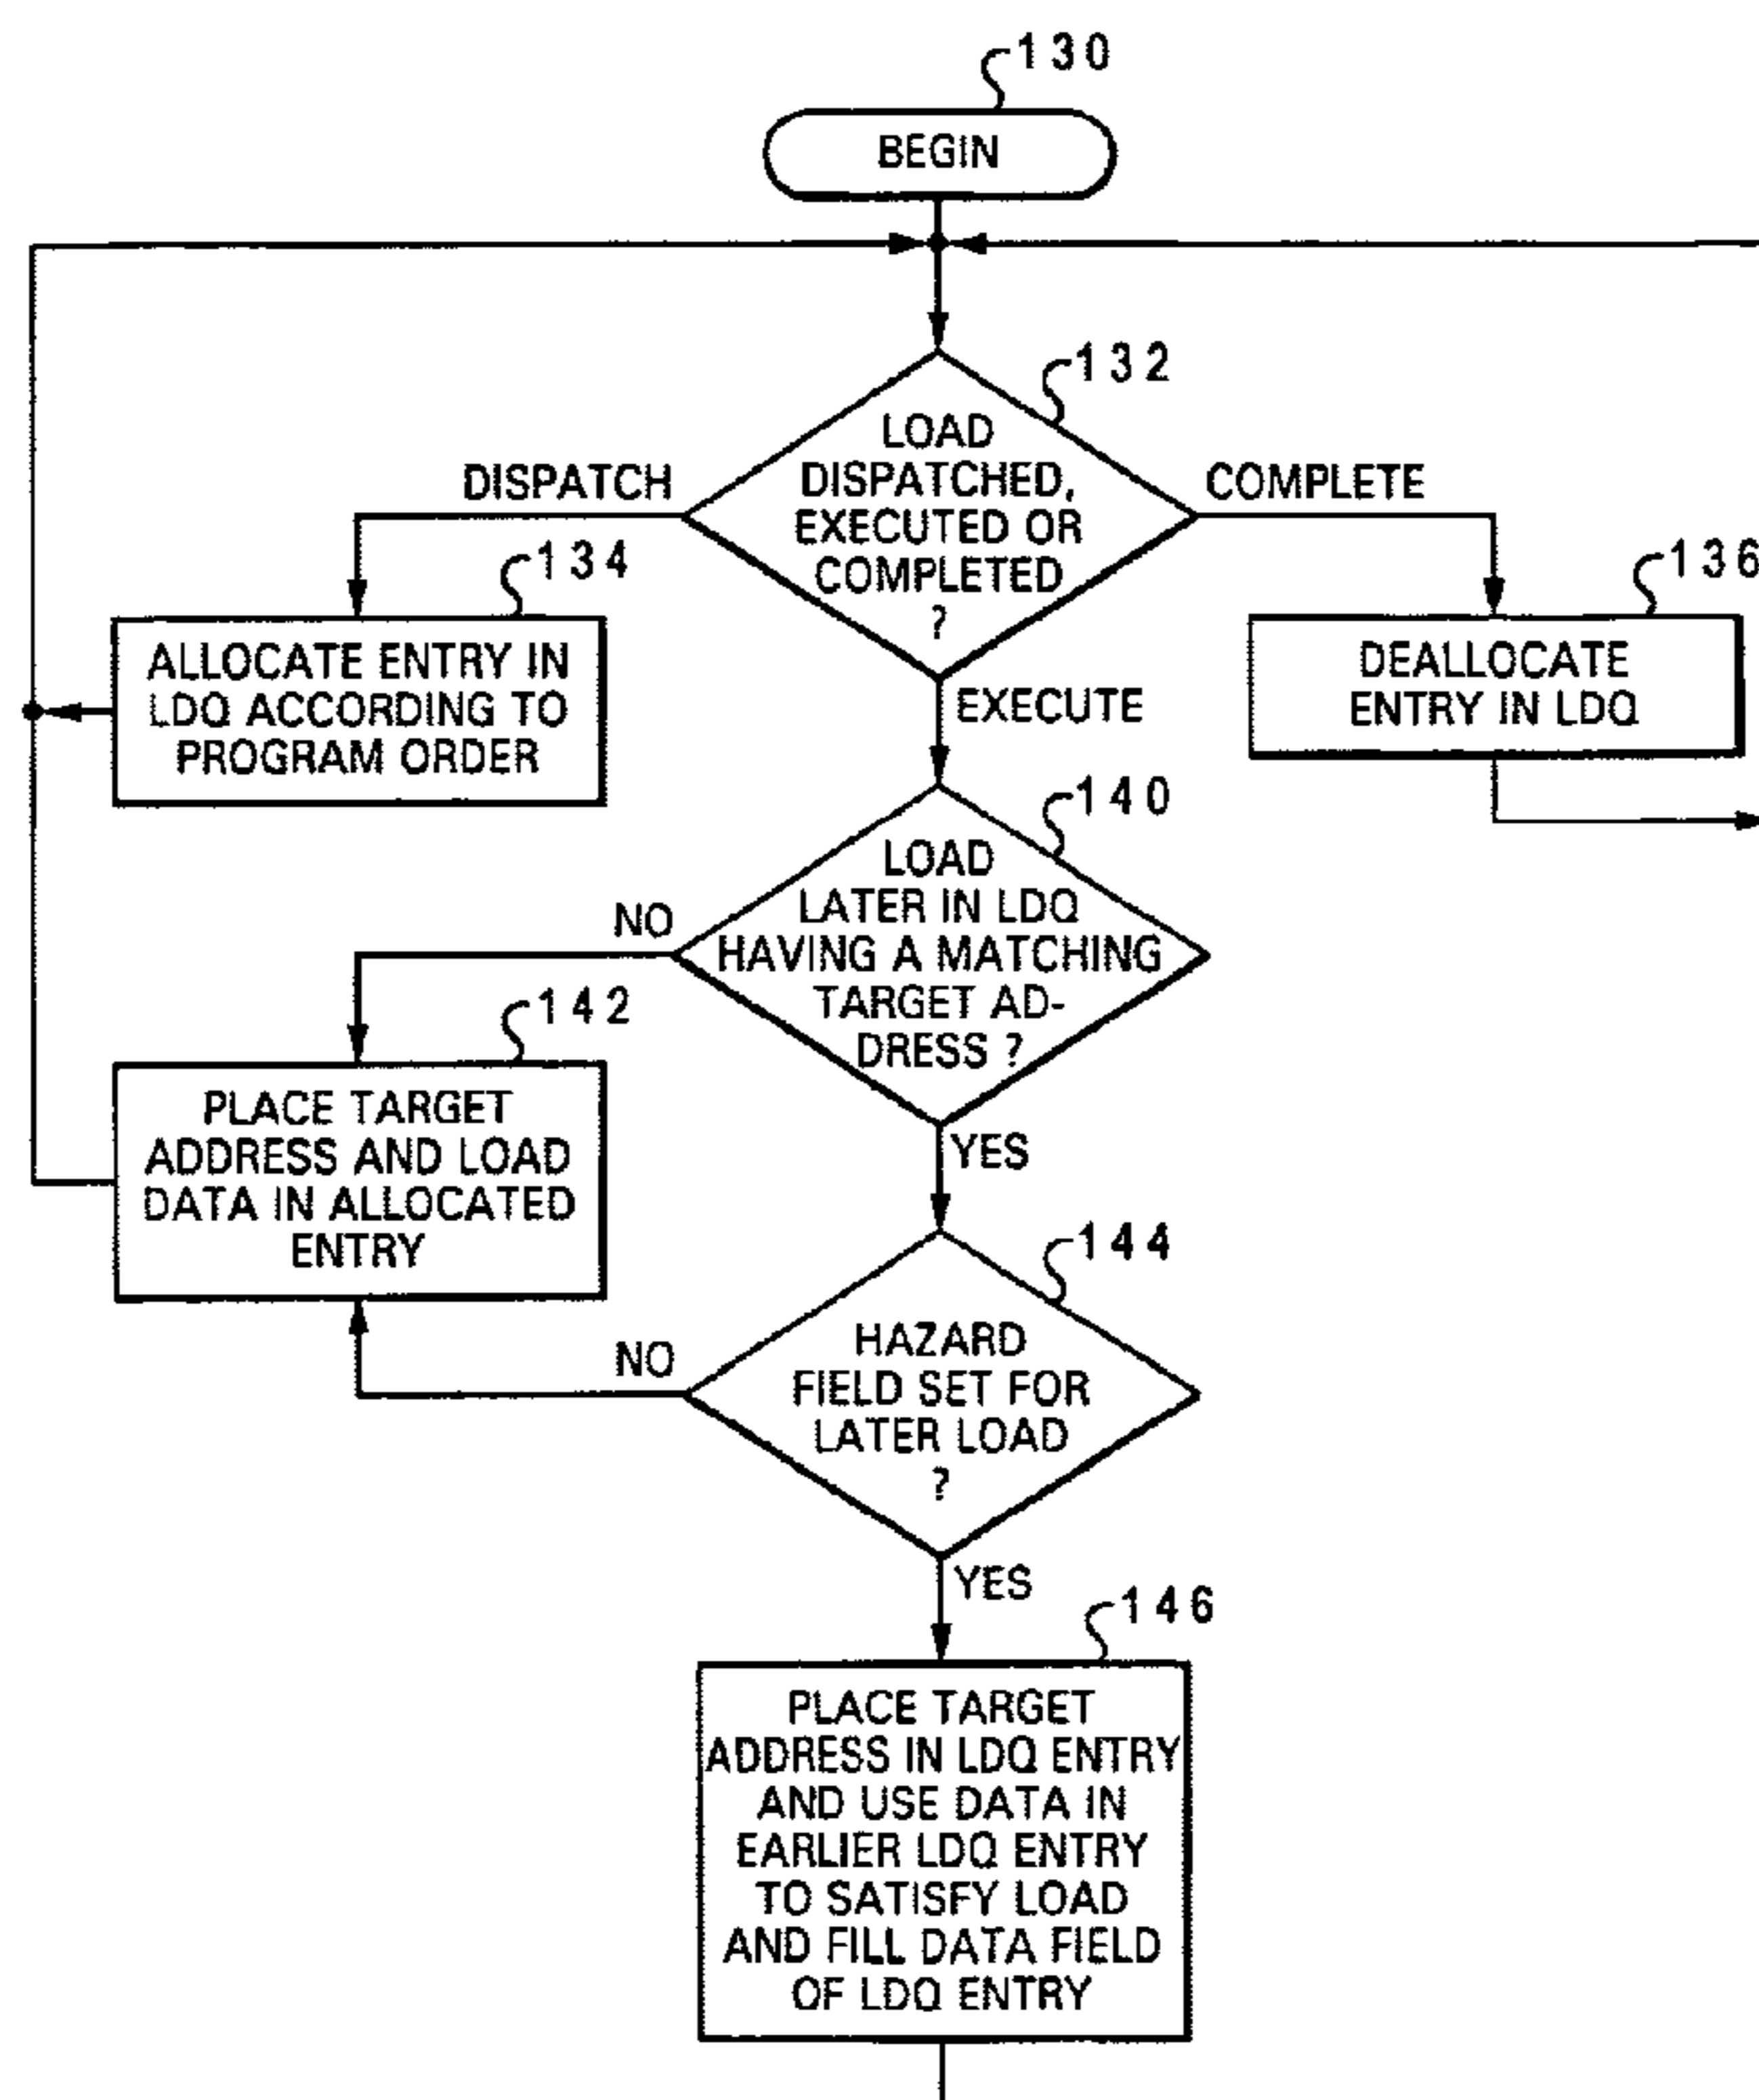 130
BEGIN
132
LOAD
DISPATCHED,
EXECUTED OR
COMPLETED
?
DISPATCH
COMPLETE
EXECUTE
134
ALLOCATE ENTRY IN
LDQ ACCORDING TO
PROGRAM ORDER
136
DEALLOCATE
ENTRY IN LDQ
140
LOAD
LATER IN LDQ
HAVING A MATCHING
TARGET AD-
DRESS ?
NO
YES
142
PLACE TARGET
ADDRESS AND LOAD
DATA IN ALLOCATED
ENTRY
144
HAZARD
FIELD SET FOR
LATER LOAD
?
NO
YES
146
PLACE TARGET
ADDRESS IN LDQ ENTRY
AND USE DATA IN
EARLIER LDQ ENTRY
TO SATISFY LOAD
AND FILL DATA FIELD
OF LDQ ENTRY